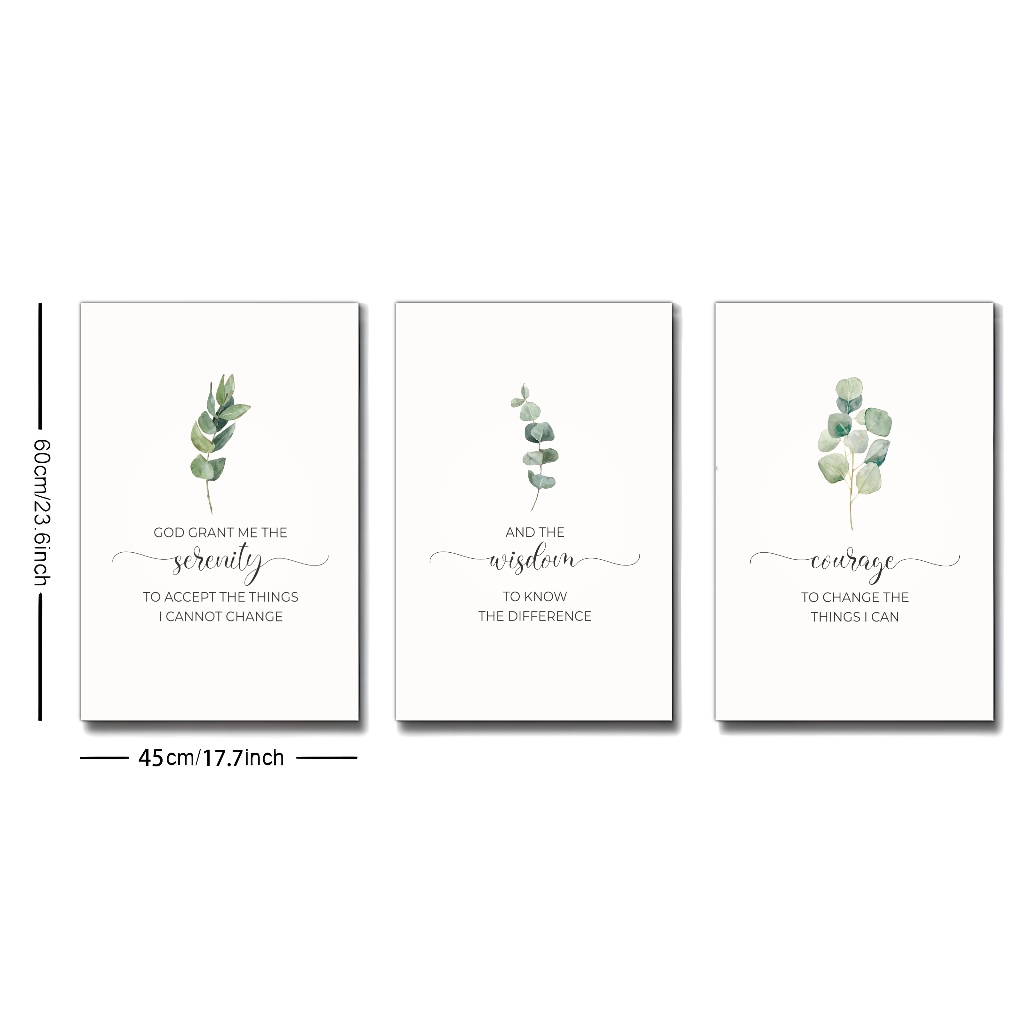 60cm/23.6inch
GOD GRANT ME THE
serenity
TO ACCEPT THE THINGS
I CANNOT CHANGE
AND THE
wisdom
TO KNOW
THE DIFFERENCE
courage
TO CHANGE THE
THINGS I CAN
45cm/17.7inch